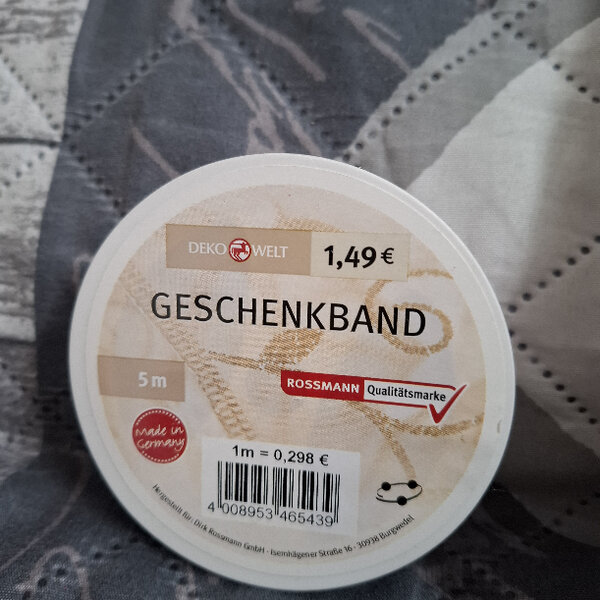 DEKO WELT
1,49 €
GESCHENKBAND
5 m
ROSSMANN Qualitätsmarke
Made in
Germany
1m = 0,298 €
4 008953 465439
Hergestellt für: Dirk Rossmann GmbH · Isernhägener Straße 16 · 30938 Burgwedel